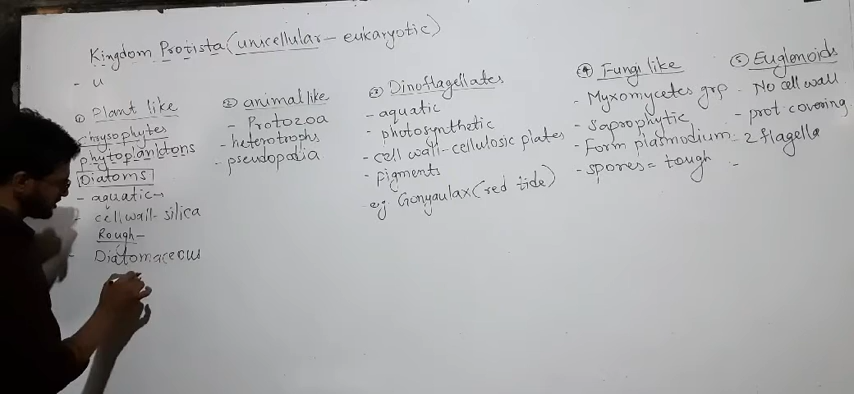 Kingdom Protista (unicellular - eukaryotic)
- u
① Plant like
Chrysophytes
phytoplanktons
Diatoms
- aquatic
- cell wall - silica
Rough -
- Diatomaceous
② animal like
- Protozoa
- heterotrophs
- pseudopodia
③ Dinoflagellates
- aquatic
- photosynthetic
- cell wall - cellulosic plates
- pigments
- eg Gonyaulax (red tide)
④ Fungi like
- Myxomycetes grp
- Saprophytic
- Form plasmodium
- spores = tough
⑤ Euglenoids
- No cell wall
- prot covering
- 2 flagella
-